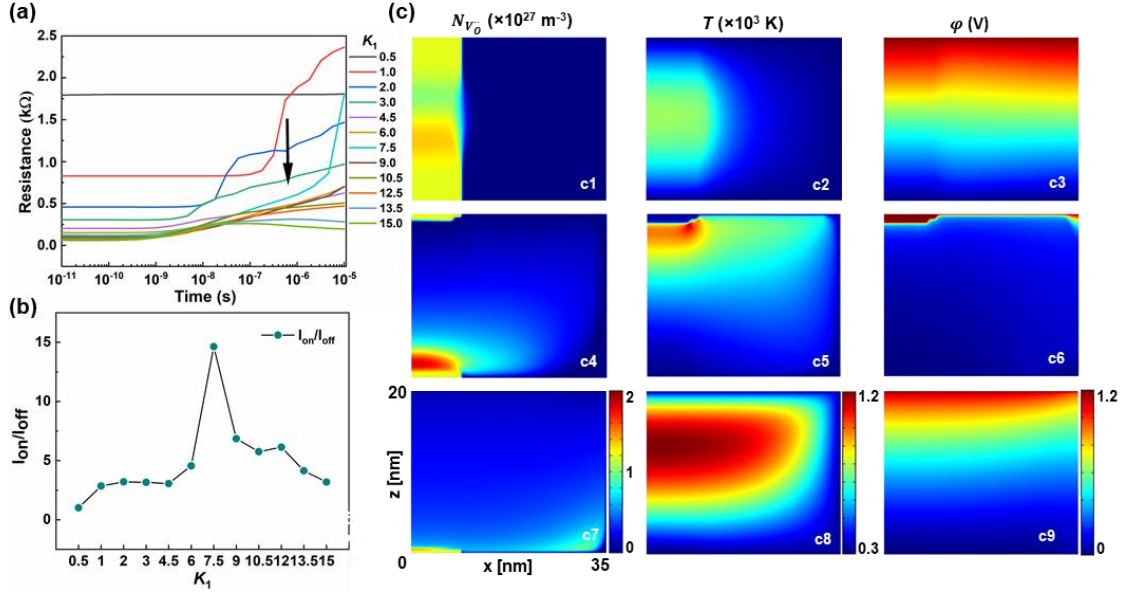 (a)
2.5
2.0
1.5
1.0
0.5
0.0
Resistance (kΩ)
10⁻¹¹ 10⁻¹⁰ 10⁻⁹ 10⁻⁸ 10⁻⁷ 10⁻⁶ 10⁻⁵
Time (s)
K₁
0.5
1.0
2.0
3.0
4.5
6.0
7.5
9.0
10.5
12.5
13.5
15.0
(b)
15
10
5
0
Ion/Ioff
Ion/Ioff
0.5 1 2 3 4.5 6 7.5 9 10.5 12 13.5 15
K₁
(c)
N_{V_Ö} (×10²⁷ m⁻³)
T (×10³ K)
φ (V)
c1
c2
c3
c4
c5
c6
20
z [nm]
0
x [nm]
35
c7
2
1
0
c8
1.2
0.3
c9
1.2
0